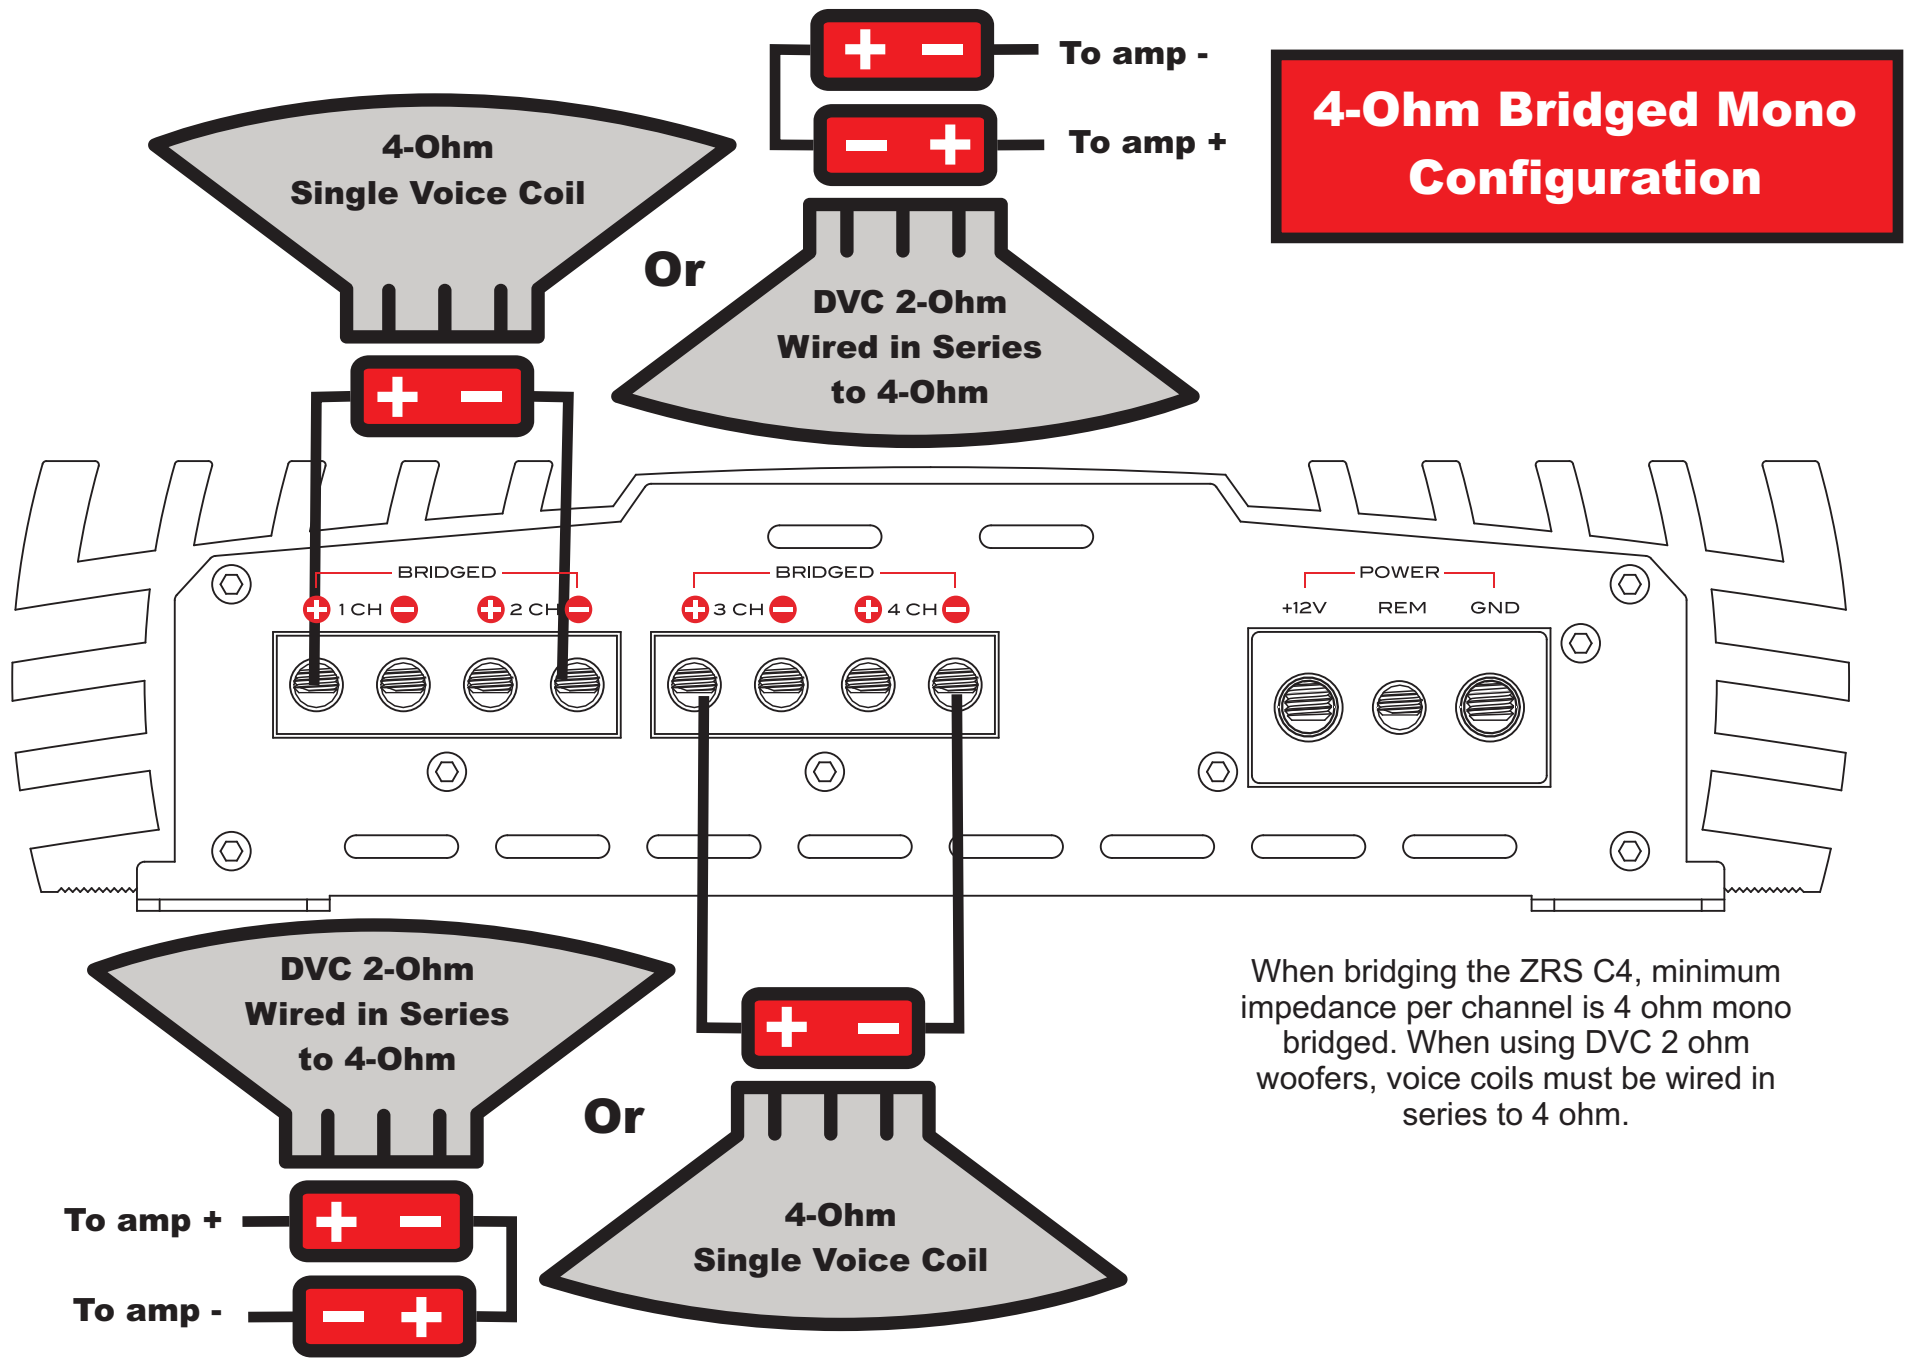 To amp -
To amp +
4-Ohm Bridged Mono
Configuration
4-Ohm
Single Voice Coil
Or
DVC 2-Ohm
Wired in Series
to 4-Ohm
+ -
- +
+ -
BRIDGED
+ 1 CH -
+ 2 CH -
BRIDGED
+ 3 CH -
+ 4 CH -
POWER
+12V REM GND
DVC 2-Ohm
Wired in Series
to 4-Ohm
Or
+ -
4-Ohm
Single Voice Coil
To amp +
+ -
To amp -
- +
When bridging the ZRS C4, minimum
impedance per channel is 4 ohm mono
bridged. When using DVC 2 ohm
woofers, voice coils must be wired in
series to 4 ohm.